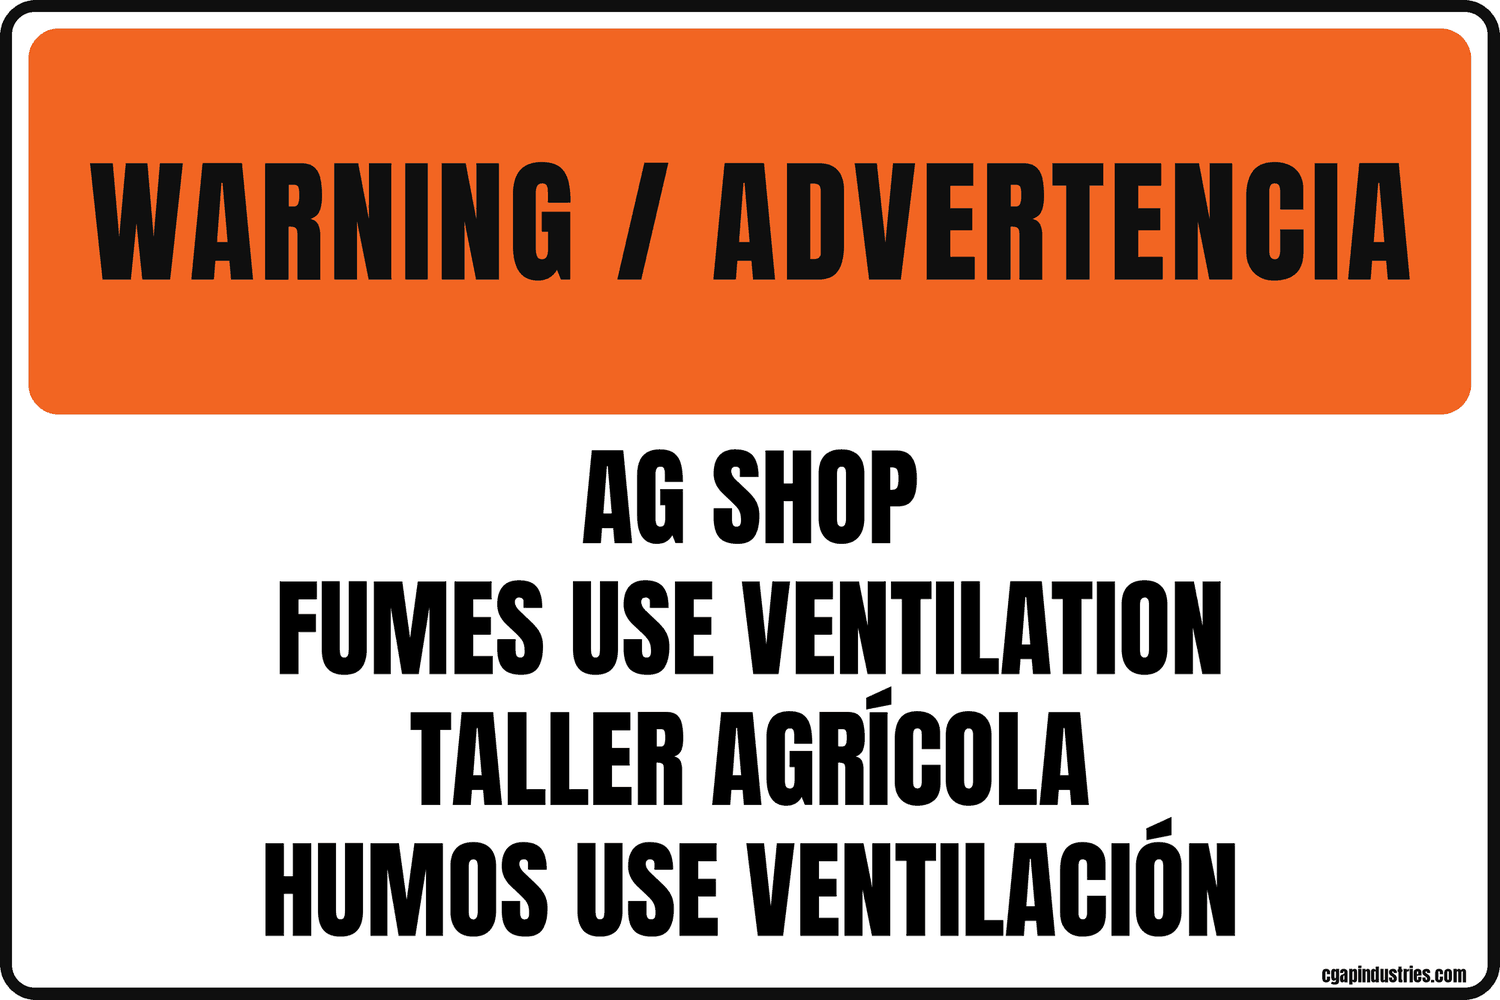 WARNING / ADVERTENCIA
AG SHOP
FUMES USE VENTILATION
TALLER AGRÍCOLA
HUMOS USE VENTILACIÓN
cgapindustries.com